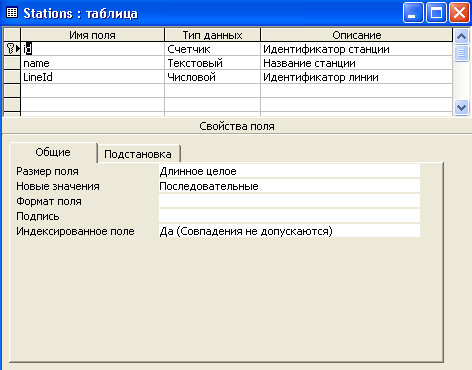 Stations : таблица
Имя поля Тип данных Описание
id Счетчик Идентификатор станции
name Текстовый Название станции
LineId Числовой Идентификатор линии
Свойства поля
Общие Подстановка
Размер поля Длинное целое
Новые значения Последовательные
Формат поля
Подпись
Индексированное поле Да (Совпадения не допускаются)